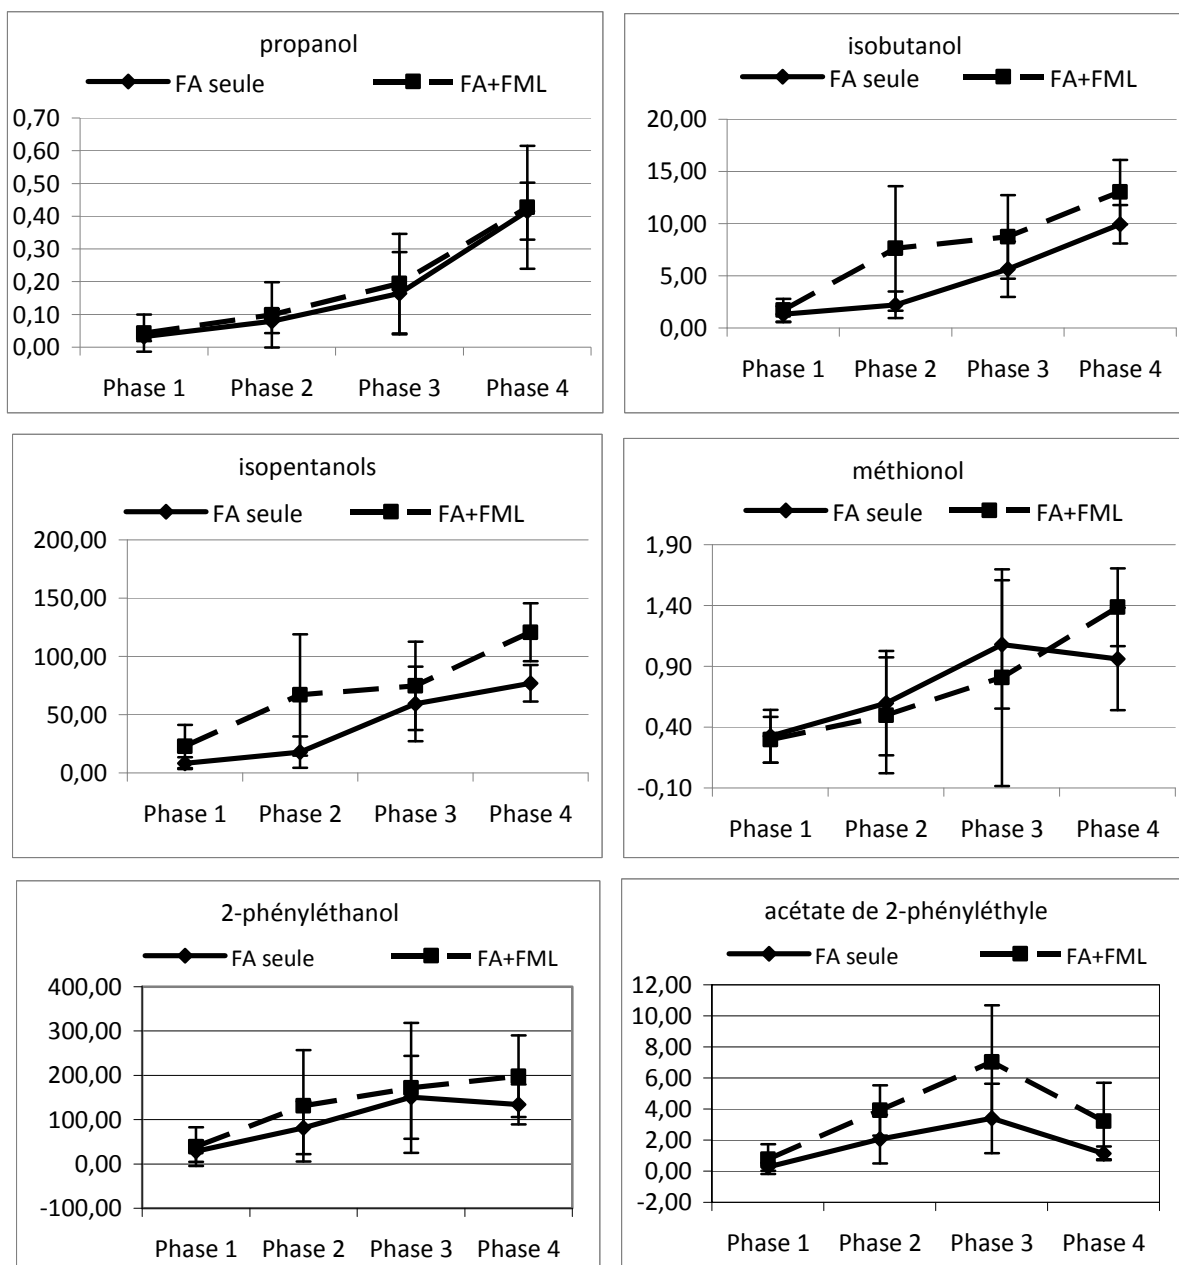 propanol
FA seule FA+FML
0,70
0,60
0,50
0,40
0,30
0,20
0,10
0,00
Phase 1 Phase 2 Phase 3 Phase 4
isobutanol
FA seule FA+FML
20,00
15,00
10,00
5,00
0,00
Phase 1 Phase 2 Phase 3 Phase 4
isopentanols
FA seule FA+FML
200,00
150,00
100,00
50,00
0,00
Phase 1 Phase 2 Phase 3 Phase 4
méthionol
FA seule FA+FML
1,90
1,40
0,90
0,40
-0,10
Phase 1 Phase 2 Phase 3 Phase 4
2-phényléthanol
FA seule FA+FML
400,00
300,00
200,00
100,00
0,00
-100,00
Phase 1 Phase 2 Phase 3 Phase 4
acétate de 2-phényléthyle
FA seule FA+FML
12,00
10,00
8,00
6,00
4,00
2,00
0,00
-2,00
Phase 1 Phase 2 Phase 3 Phase 4